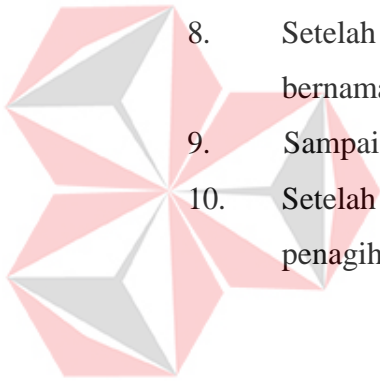 8. Setelah
bernama
9. Sampai
10. Setelah
penagih